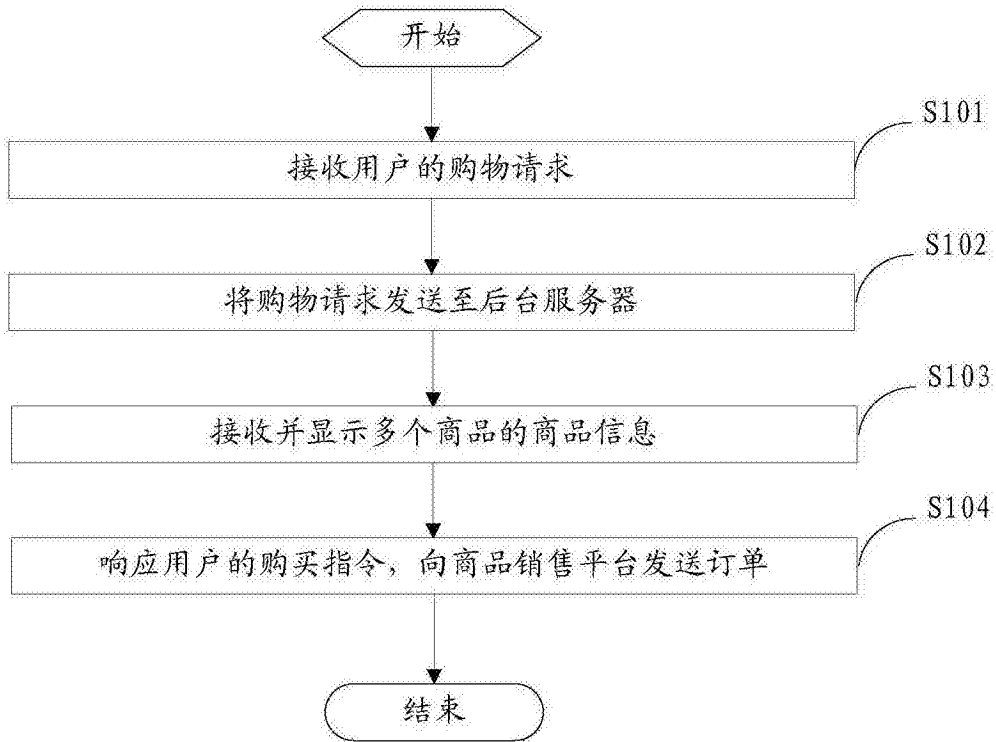 开始
S101
接收用户的购物请求
S102
将购物请求发送至后台服务器
S103
接收并显示多个商品的商品信息
S104
响应用户的购买指令，向商品销售平台发送订单
结束